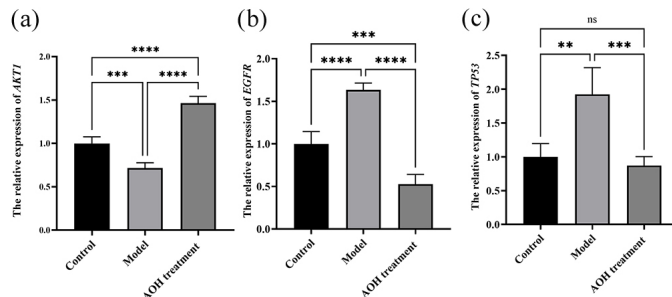 (a)
The relative expression of AKT1
2.0
1.5
1.0
0.5
0.0
****
*** ****
Control
Model
AOH treatment
(b)
The relative expression of EGFR
2.0
1.5
1.0
0.5
0.0
***
**** ****
Control
Model
AOH treatment
(c)
The relative expression of TP53
2.5
2.0
1.5
1.0
0.5
0.0
ns
** ***
Control
Model
AOH treatment